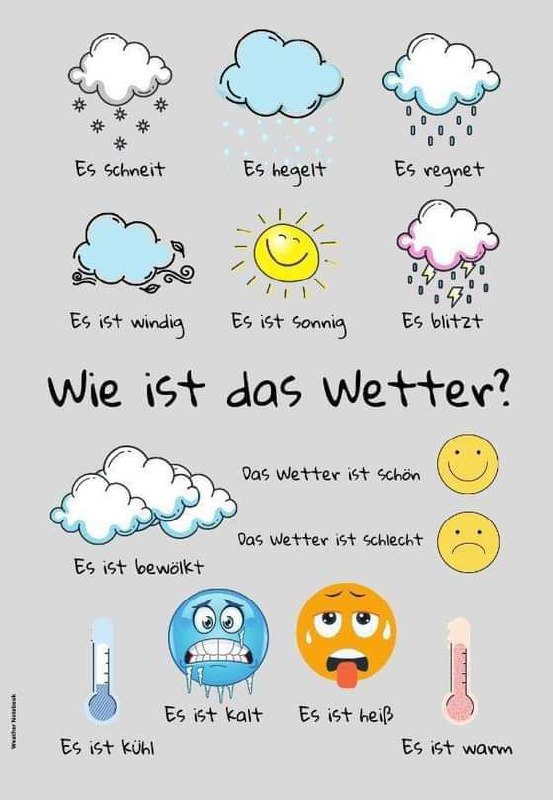 Es schneit
Es hegelt
Es regnet
Es ist windig
Es ist sonnig
Es blitzt
Wie ist das Wetter?
Das Wetter ist schön
Das Wetter ist schlecht
Es ist bewölkt
Es ist kalt
Es ist heiß
Es ist kühl
Es ist warm
Weather Notebook